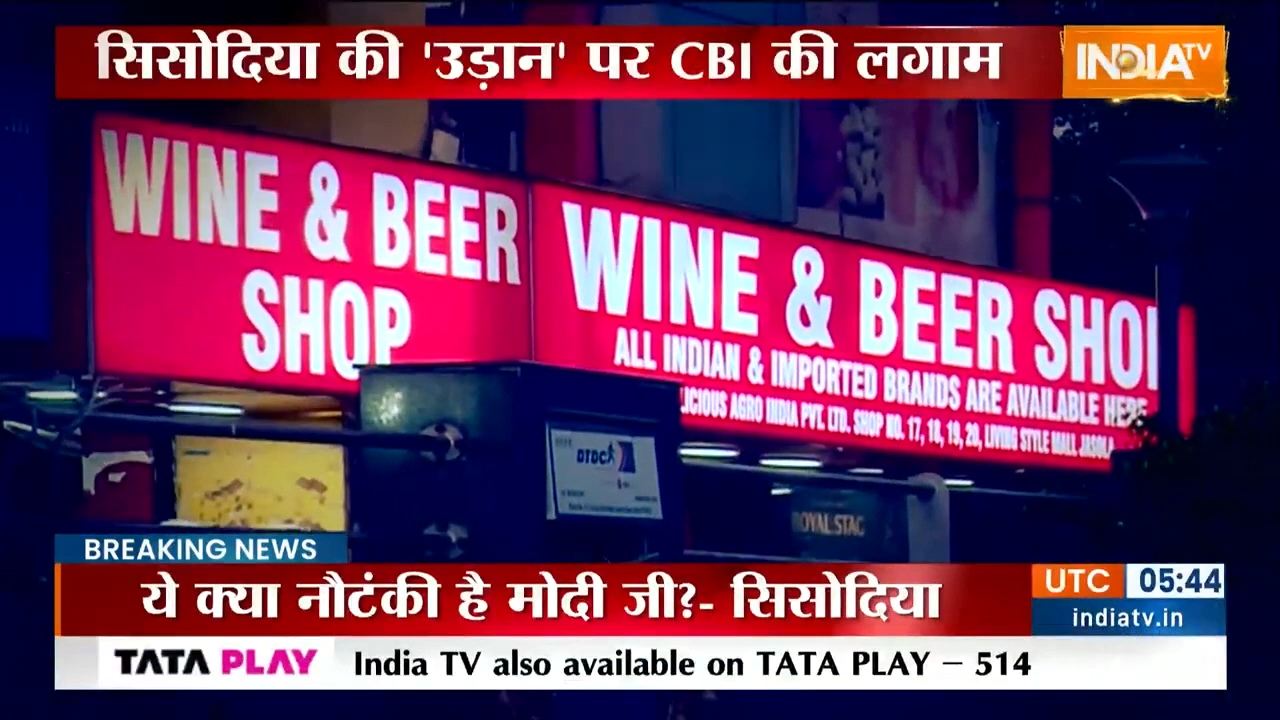 सिसोदिया की 'उड़ान' पर CBI की लगाम
INDIA TV
WINE & BEER
SHOP
WINE & BEER SHO
ALL INDIAN & IMPORTED BRANDS ARE AVAILABLE HERE
AGRO INDIA PVT. LTD. SHOP NO. 17, 18, 19, 20, LIVING STYLE MALL JASOLA
DTDC
ROYAL STAG
BREAKING NEWS
ये क्या नौटंकी है मोदी जी?- सिसोदिया
UTC 05:44
indiatv.in
TATA PLAY India TV also available on TATA PLAY – 514